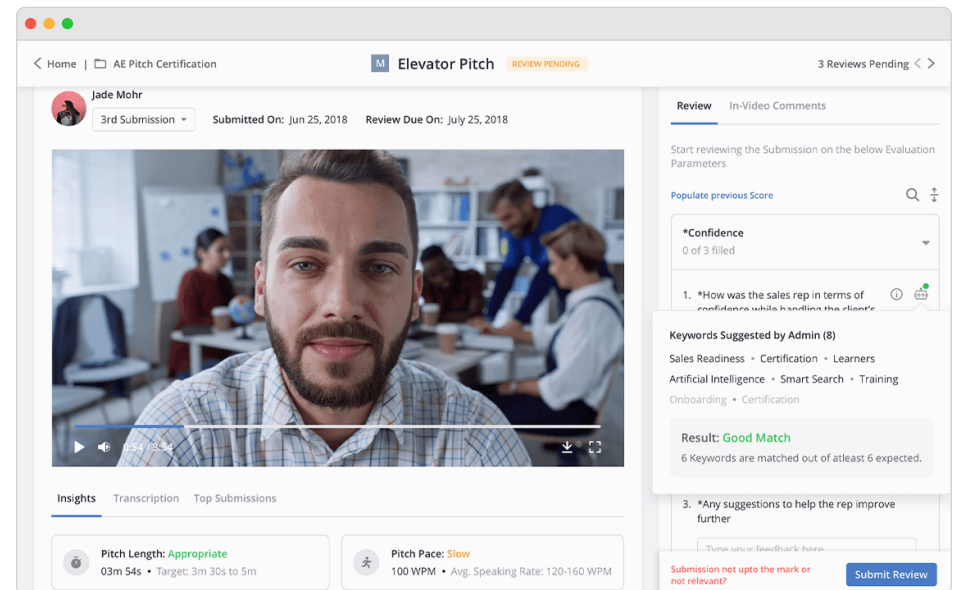 Home | AE Pitch Certification
M Elevator Pitch REVIEW PENDING
3 Reviews Pending
Jade Mohr
3rd Submission
Submitted On: Jun 25, 2018 Review Due On: July 25, 2018
0:54 / 3:54
Insights Transcription Top Submissions
Pitch Length: Appropriate
03m 54s • Target: 3m 30s to 5m
Pitch Pace: Slow
100 WPM • Avg. Speaking Rate: 120-160 WPM
Review In-Video Comments
Start reviewing the Submission on the below Evaluation
Parameters
Populate previous Score
*Confidence
0 of 3 filled
1. *How was the sales rep in terms of
confidence while handling the client's
Keywords Suggested by Admin (8)
Sales Readiness • Certification • Learners
Artificial Intelligence • Smart Search • Training
Onboarding • Certification
Result: Good Match
6 Keywords are matched out of atleast 6 expected.
3. *Any suggestions to help the rep improve
further
Type your feedback here
Submission not upto the mark or
not relevant?
Submit Review